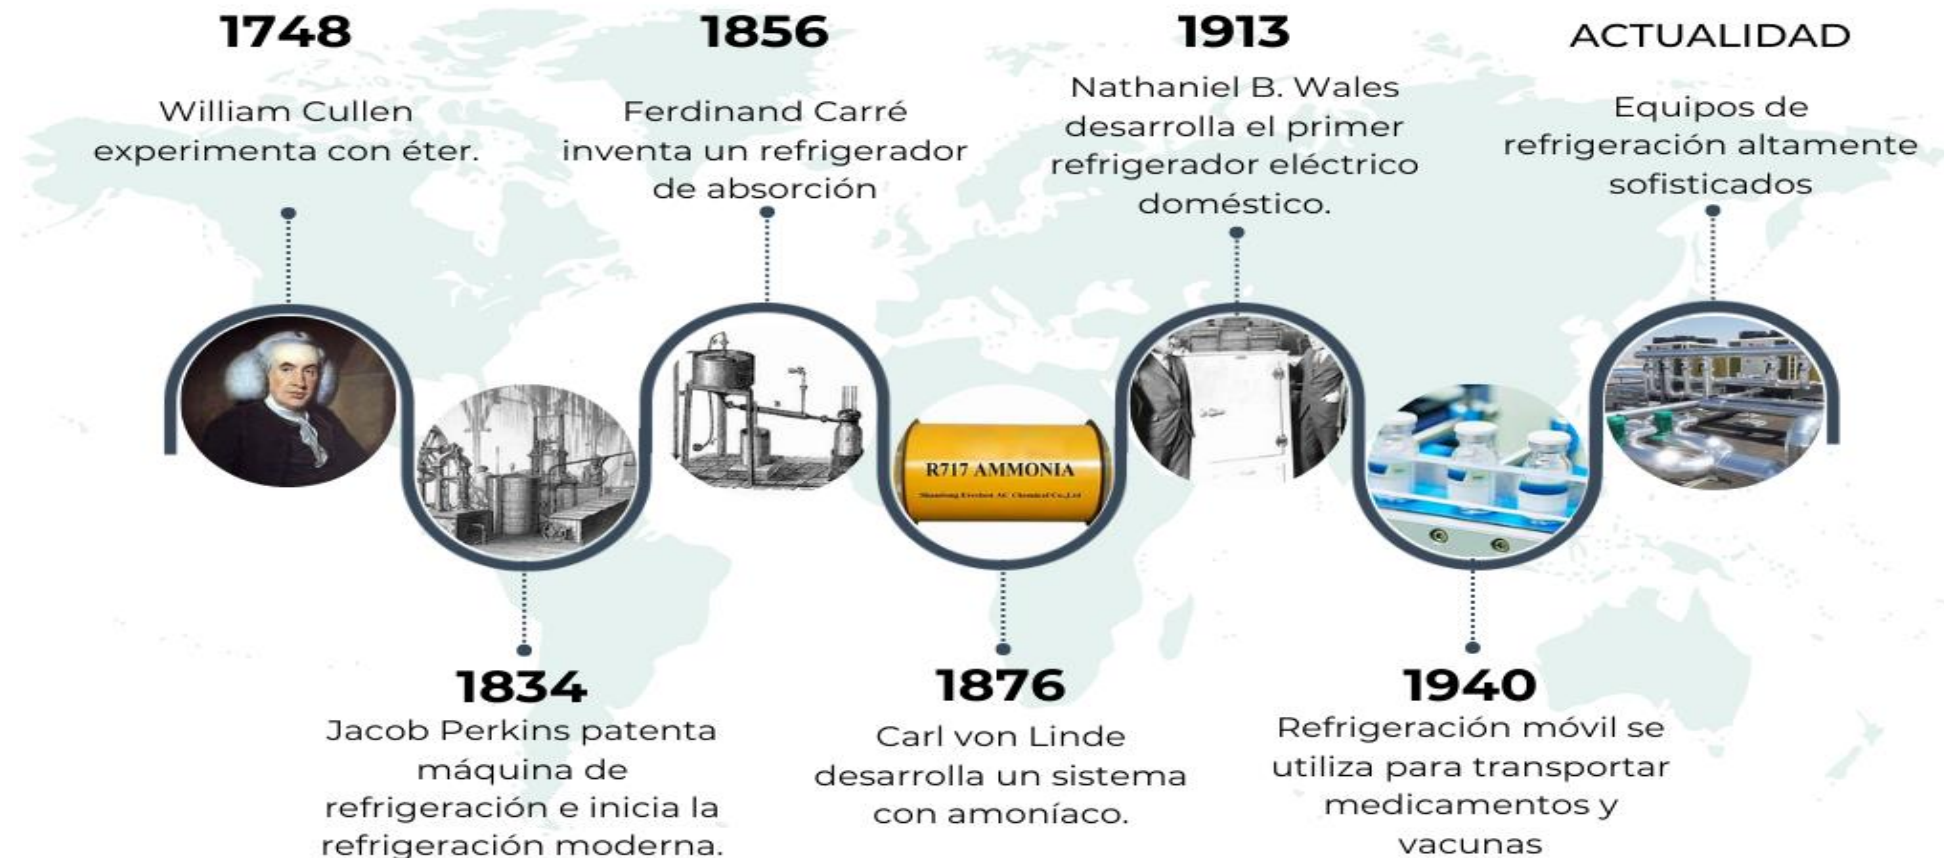 1748
William Cullen
experimenta con éter.
1856
Ferdinand Carré
inventa un refrigerador
de absorción
1913
Nathaniel B. Wales
desarrolla el primer
refrigerador eléctrico
doméstico.
ACTUALIDAD
Equipos de
refrigeración altamente
sofisticados
R717 AMMONIA
1834
Jacob Perkins patenta
máquina de
refrigeración e inicia la
refrigeración moderna.
1876
Carl von Linde
desarrolla un sistema
con amoníaco.
1940
Refrigeración móvil se
utiliza para transportar
medicamentos y
vacunas